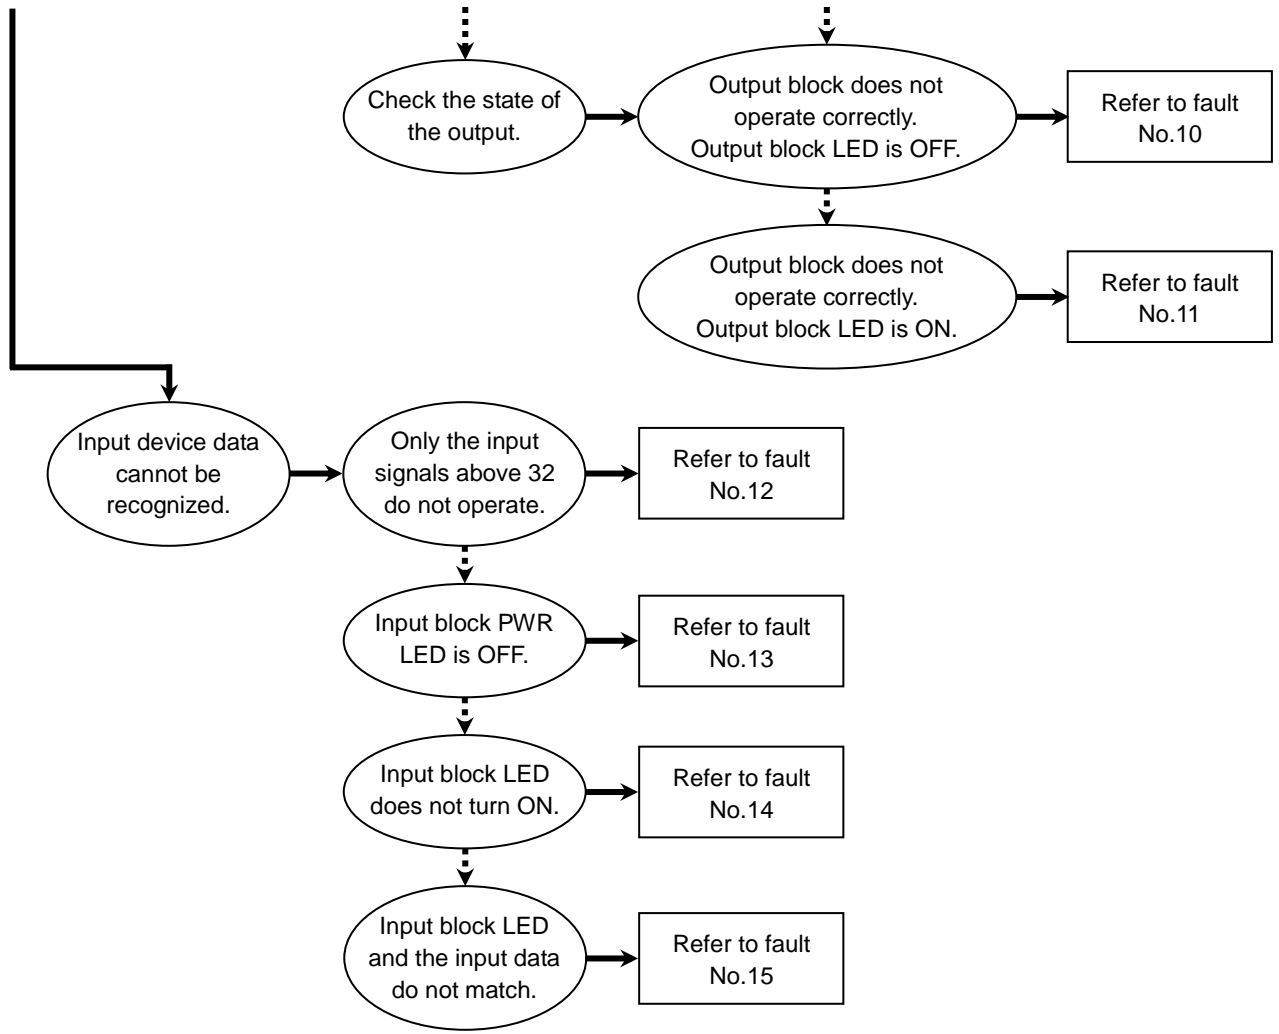 Check the state of
the output.
Output block does not
operate correctly.
Output block LED is OFF.
Refer to fault
No.10
Output block does not
operate correctly.
Output block LED is ON.
Refer to fault
No.11
Input device data
cannot be
recognized.
Only the input
signals above 32
do not operate.
Refer to fault
No.12
Input block PWR
LED is OFF.
Refer to fault
No.13
Input block LED
does not turn ON.
Refer to fault
No.14
Input block LED
and the input data
do not match.
Refer to fault
No.15